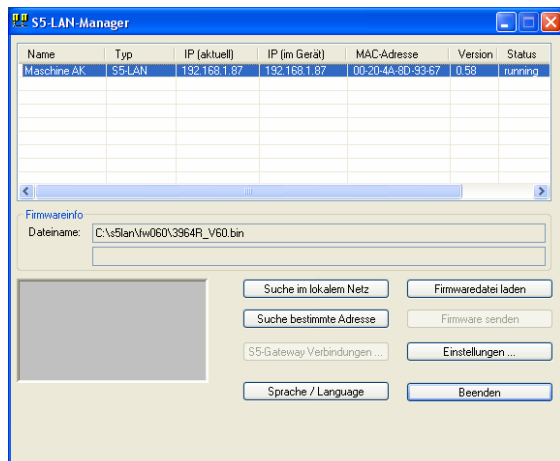 S5-LAN-Manager
Name Typ IP (aktuell) IP (im Gerät) MAC-Adresse Version Status
Maschine AK S5-LAN 192.168.1.87 192.168.1.87 00-20-4A-8D-93-67 0.58 running
Firmwareinfo
Dateiname: C:\s5lan\fw060\3964R_V60.bin
Suche im lokalem Netz Firmwaredatei laden
Suche bestimmte Adresse Firmware senden
S5-Gateway Verbindungen ... Einstellungen ...
Sprache / Language Beenden